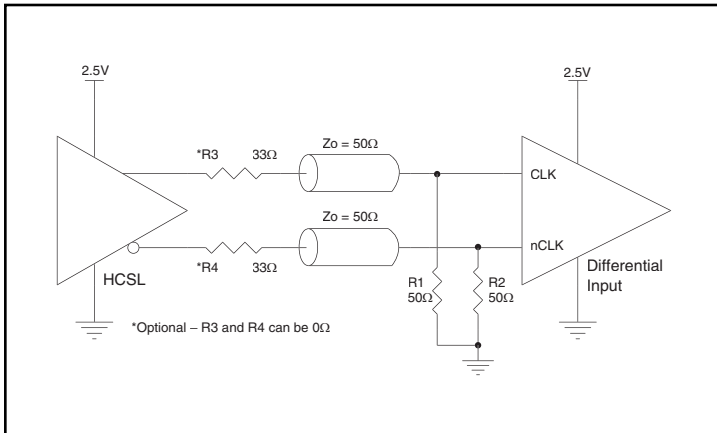 2.5V
2.5V
*R3 33Ω
Zo = 50Ω
CLK
Zo = 50Ω
nCLK
HCSL
*R4 33Ω
R1
50Ω
R2
50Ω
Differential
Input
*Optional – R3 and R4 can be 0Ω